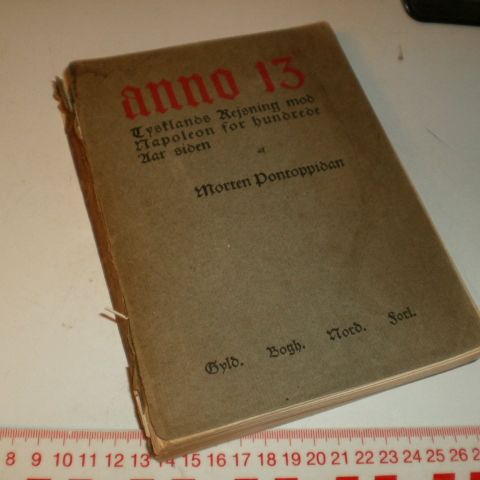 anno 13
Tysklands Rejsning mod
Napoleon for hundrede
Aar siden
af
Morten Pontoppidan
Gyld. Bogh. Nord. Forl.
8 9 10 11 12 13 14 15 16 17 18 19 20 21 22 23 24 25 26